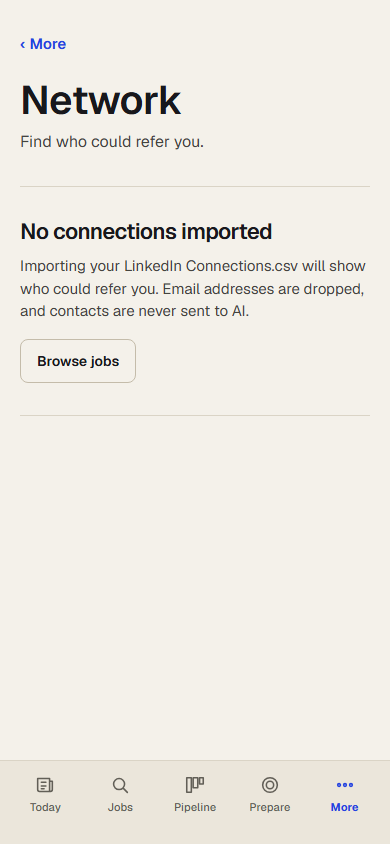 ‹ More
Network
Find who could refer you.
No connections imported
Importing your LinkedIn Connections.csv will show
who could refer you. Email addresses are dropped,
and contacts are never sent to AI.
Browse jobs
Today
Jobs
Pipeline
Prepare
More